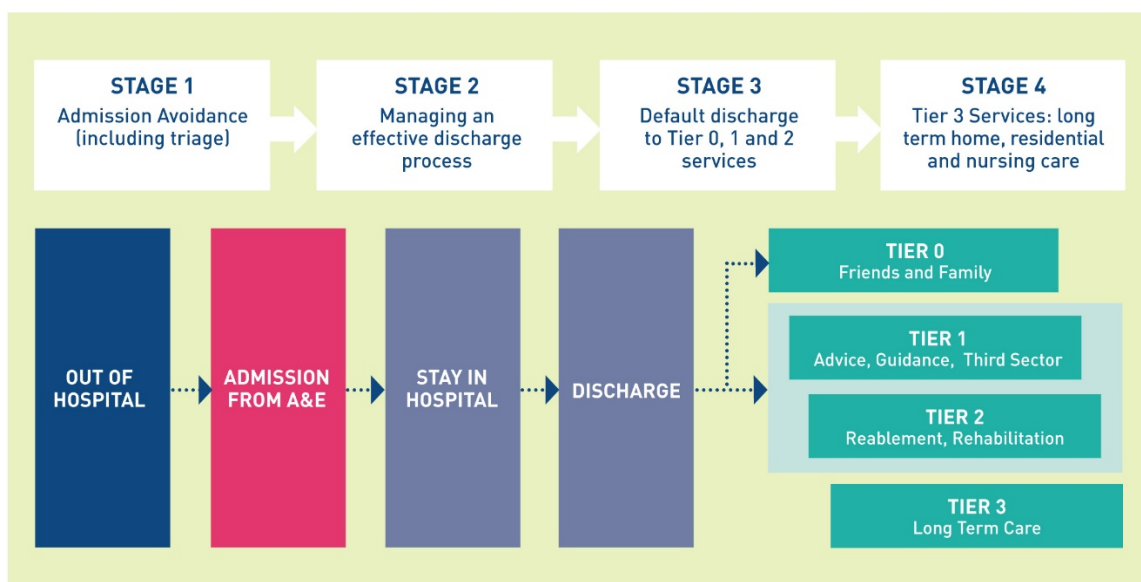 STAGE 1
Admission Avoidance
(including triage)
STAGE 2
Managing an
effective discharge
process
STAGE 3
Default discharge
to Tier 0, 1 and 2
services
STAGE 4
Tier 3 Services: long
term home, residential
and nursing care
OUT OF
HOSPITAL
ADMISSION
FROM A&E
STAY IN
HOSPITAL
DISCHARGE
TIER 0
Friends and Family
TIER 1
Advice, Guidance, Third Sector
TIER 2
Reablement, Rehabilitation
TIER 3
Long Term Care